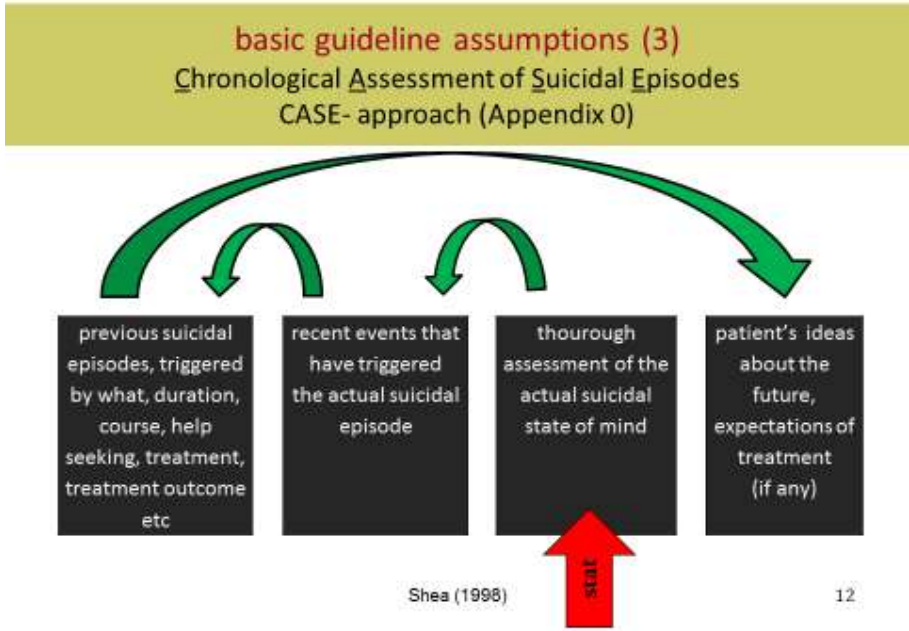 basic guideline assumptions (3)
Chronological Assessment of Suicidal Episodes
CASE- approach (Appendix 0)
previous suicidal
episodes, triggered
by what, duration,
course, help
seeking, treatment,
treatment outcome
etc
recent events that
have triggered
the actual suicidal
episode
thourough
assessment of the
actual suicidal
state of mind
patient's ideas
about the
future,
expectations of
treatment
(if any)
stat
Shea (1998)
12